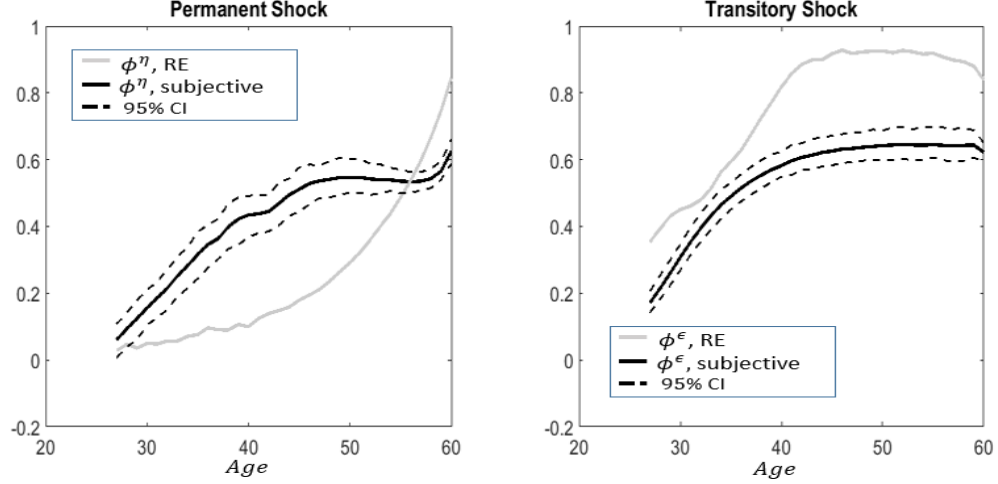 Permanent Shock
1
0.8
0.6
0.4
0.2
0
-0.2
20
30
40
50
60
Age
ϕ^η, RE
ϕ^η, subjective
95% CI
Transitory Shock
1
0.8
0.6
0.4
0.2
0
-0.2
20
30
40
50
60
Age
ϕ^ϵ, RE
ϕ^ϵ, subjective
95% CI